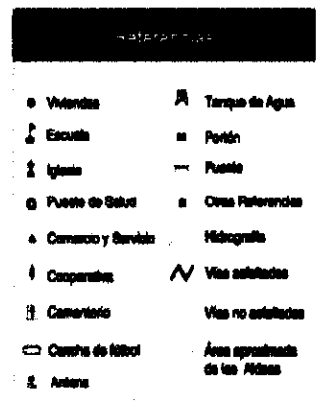 Referencias
Viviendas
Escuela
Iglesia
Puesto de Salud
Comercio y Servicio
Cooperativa
Cementerio
Cancha de fútbol
Antena
Tanque de Agua
Portón
Puente
Otras Referencias
Hidrografía
Vías asfaltadas
Vías no asfaltadas
Área aproximada
de las Aldeas